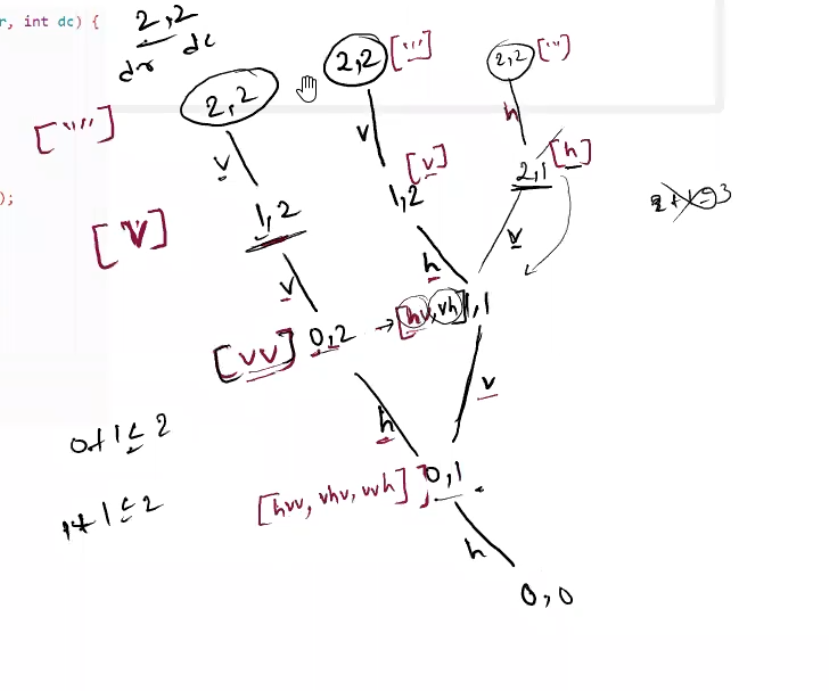 r, int dc) {
2,2
dr dc
2,2
2,2 [""]
2,2 [""]
[""]
v
v
h
);
[v]
1,2
[v]
1,2
2,1 [h]
v
h
v
[vv] 0,2
→ [hv, vh] 1,1
h
v
0+1≤2
1+1≤2
[hvv, vhv, vvh] 0,1
h
0,0